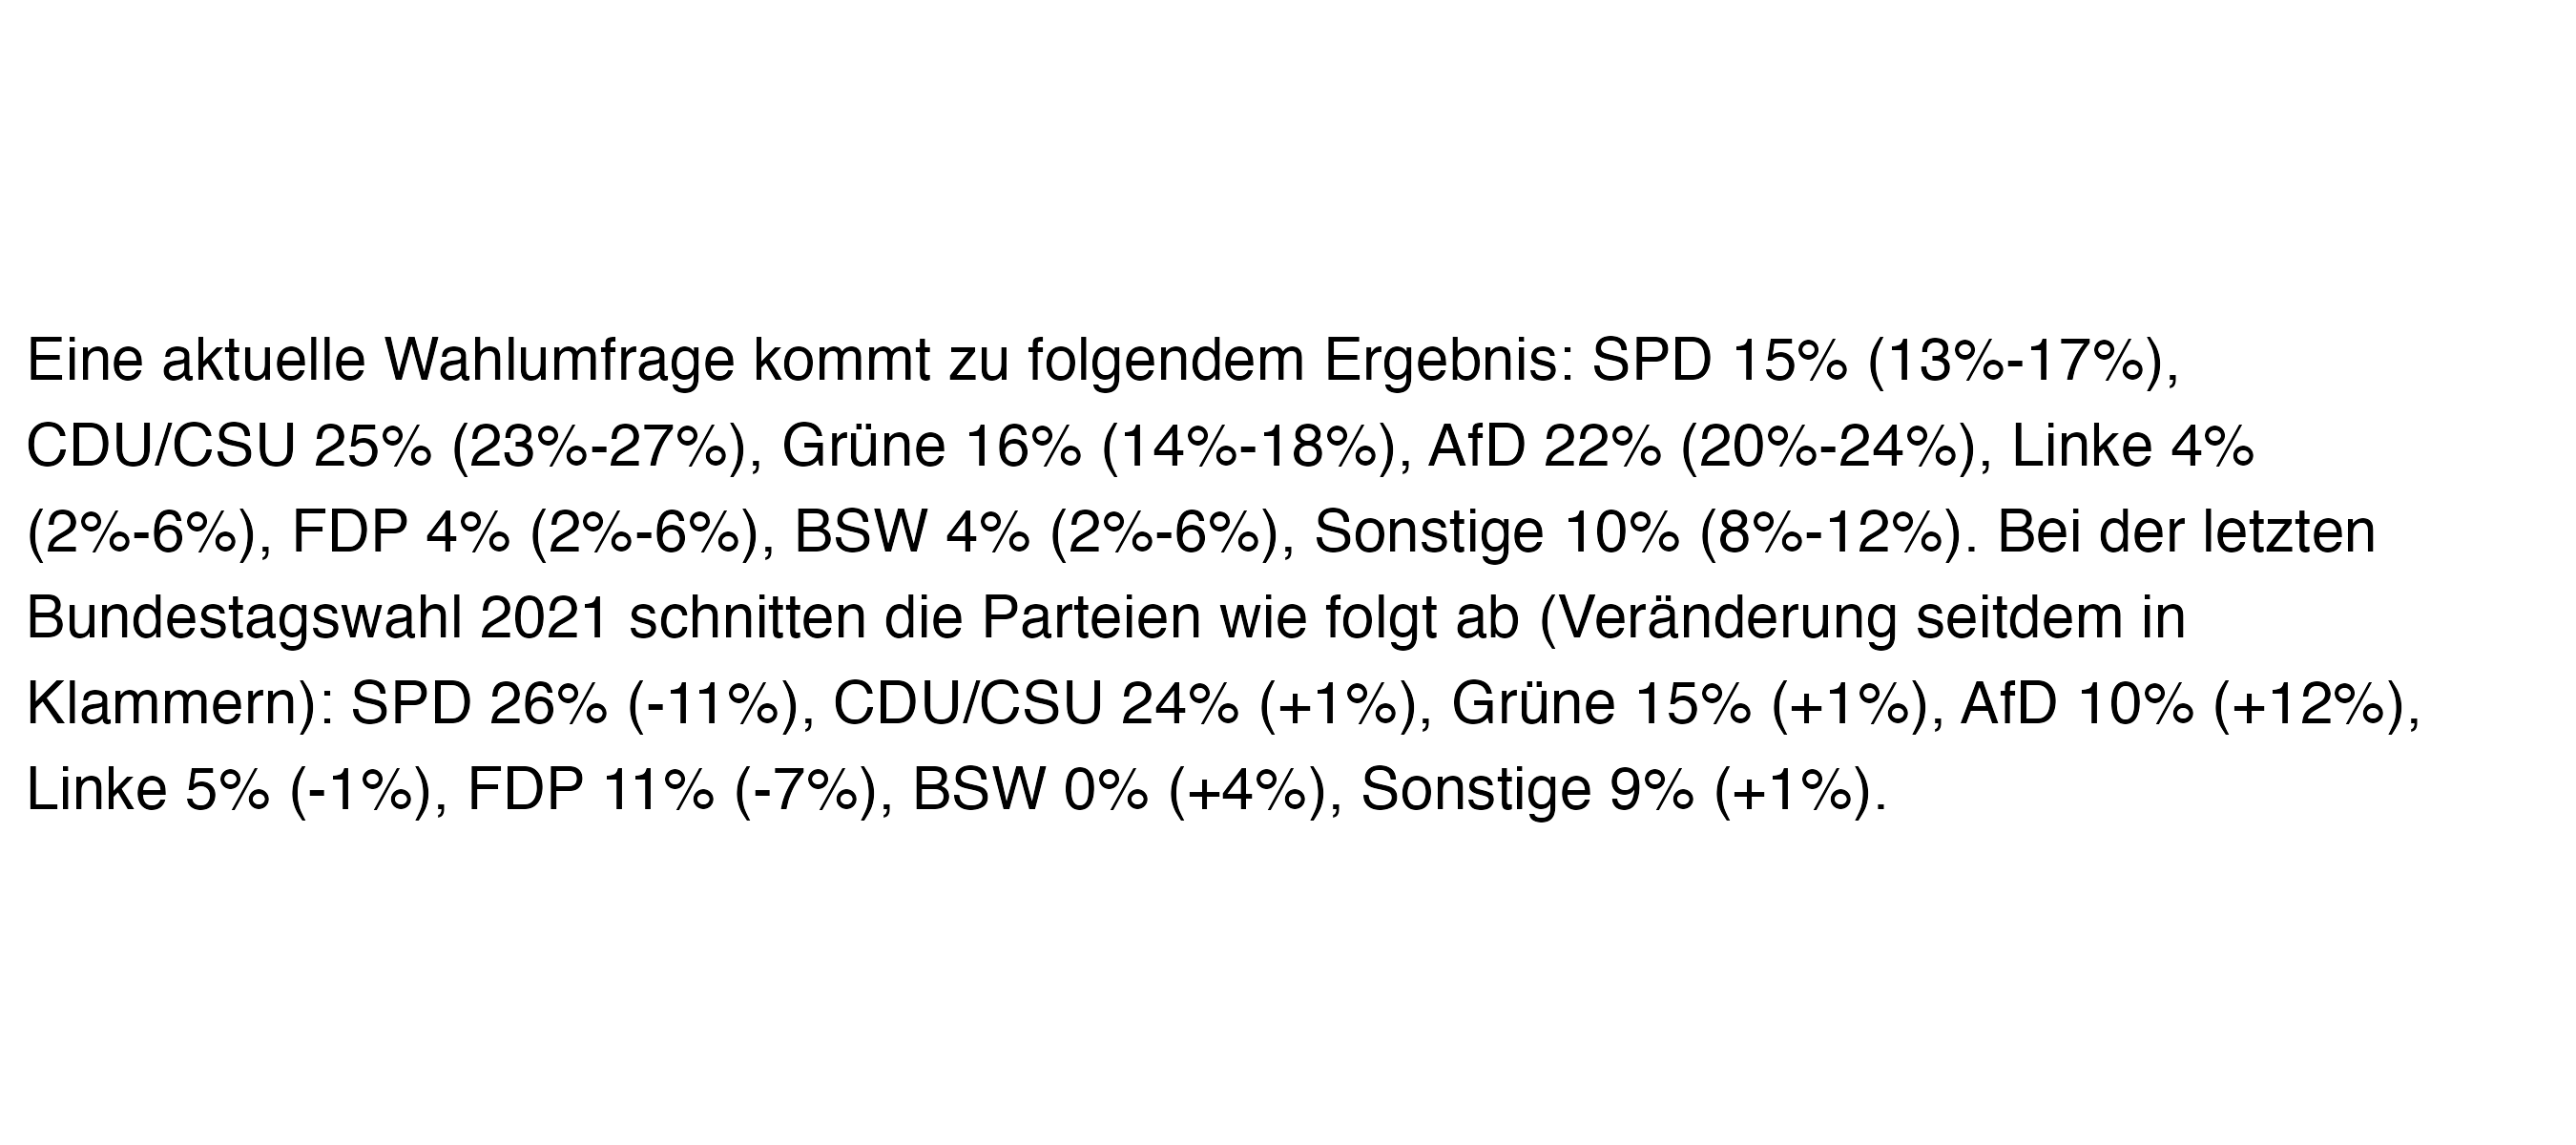 Eine aktuelle Wahlumfrage kommt zu folgendem Ergebnis: SPD 15% (13%-17%),
CDU/CSU 25% (23%-27%), Grüne 16% (14%-18%), AfD 22% (20%-24%), Linke 4%
(2%-6%), FDP 4% (2%-6%), BSW 4% (2%-6%), Sonstige 10% (8%-12%). Bei der letzten
Bundestagswahl 2021 schnitten die Parteien wie folgt ab (Veränderung seitdem in
Klammern): SPD 26% (-11%), CDU/CSU 24% (+1%), Grüne 15% (+1%), AfD 10% (+12%),
Linke 5% (-1%), FDP 11% (-7%), BSW 0% (+4%), Sonstige 9% (+1%).